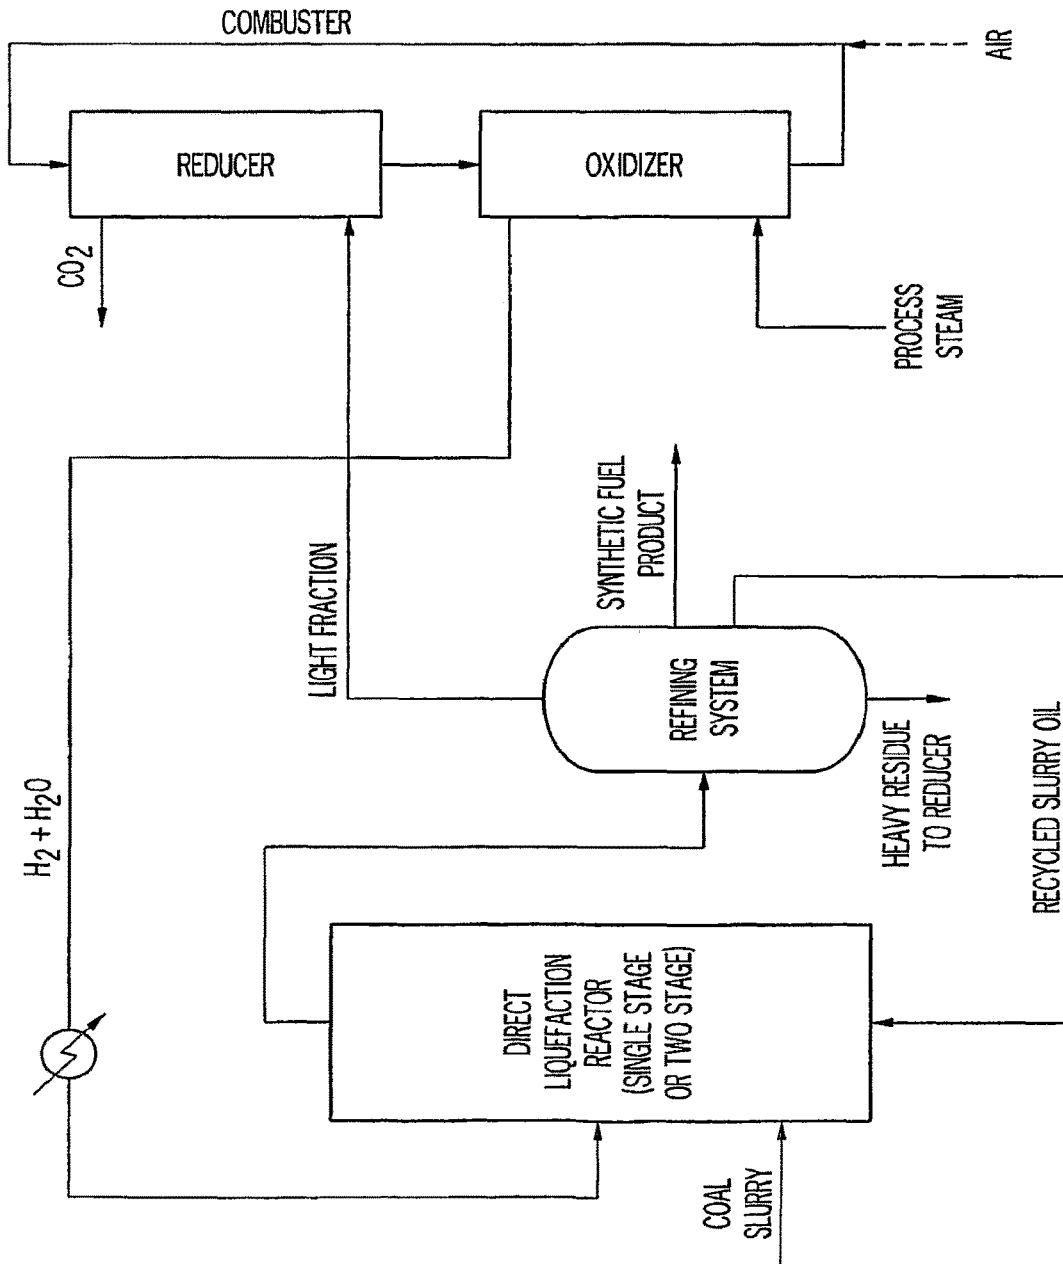 COMBUSTER
REDUCER
OXIDIZER
AIR
CO2
PROCESS
STEAM
H2 + H2O
LIGHT FRACTION
SYNTHETIC FUEL
PRODUCT
REFINING
SYSTEM
HEAVY RESIDUE
TO REDUCER
RECYCLED SLURRY OIL
DIRECT
LIQUEFACTION
REACTOR
(SINGLE STAGE
OR TWO STAGE)
COAL
SLURRY